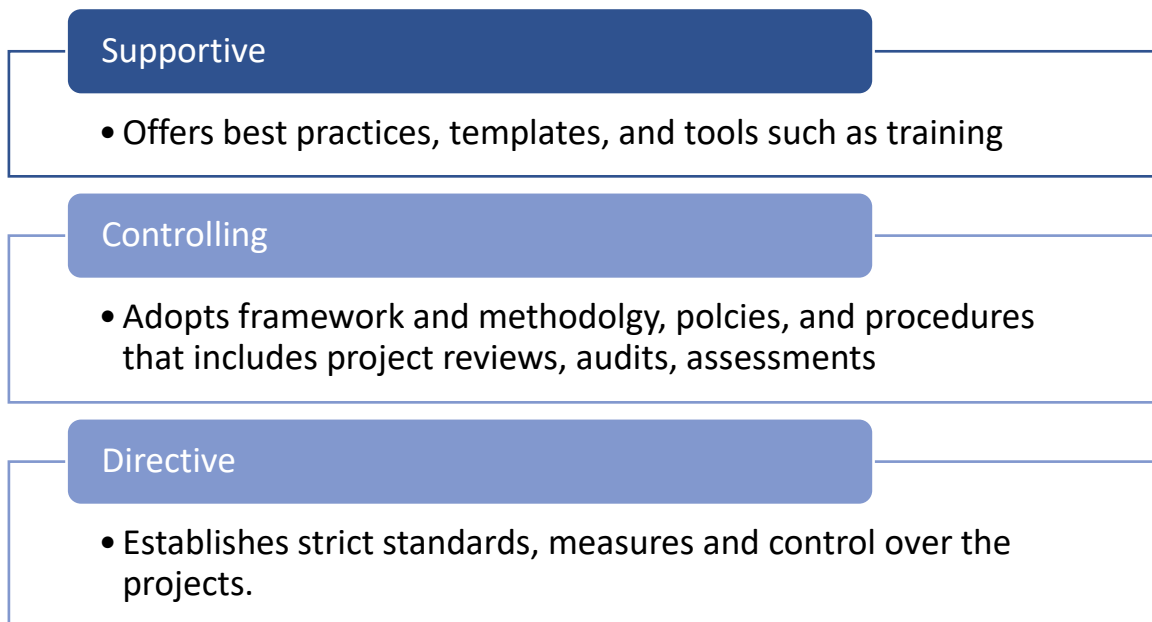 Supportive
• Offers best practices, templates, and tools such as training
Controlling
• Adopts framework and methodolgy, polcies, and procedures
that includes project reviews, audits, assessments
Directive
• Establishes strict standards, measures and control over the
projects.